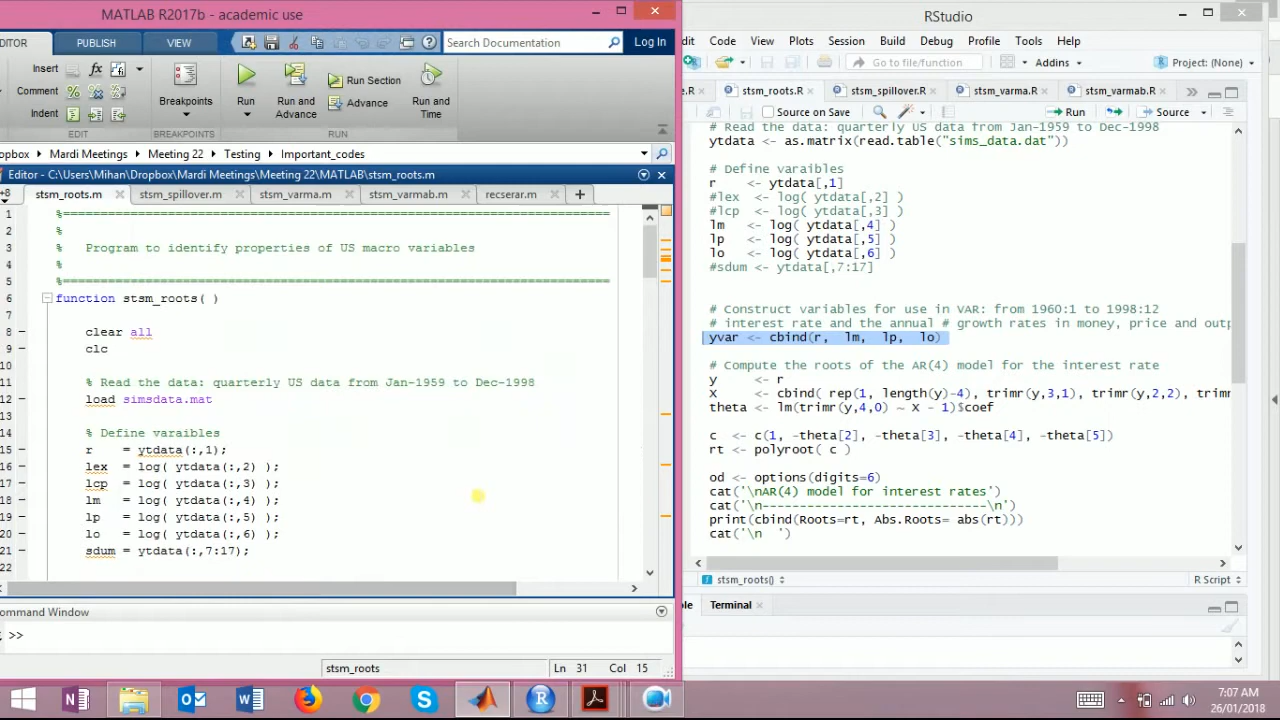 MATLAB R2017b - academic use
DITOR PUBLISH VIEW Search Documentation Log In
Insert
Comment
Indent
Breakpoints
Run
Run and
Advance
Run Section
Advance
Run and
Time
EDIT BREAKPOINTS RUN
opbox Mardi Meetings Meeting 22 Testing Important_codes
Editor - C:\Users\Mihan\Dropbox\Mardi Meetings\Meeting 22\MATLAB\stsm_roots.m
+8 stsm_roots.m stsm_spillover.m stsm_varma.m stsm_varmab.m recserar.m
1 %=====================================================================
2 %
3 % Program to identify properties of US macro variables
4 %
5 %=====================================================================
6 function stsm_roots( )
7
8 clear all
9 clc
10
11 % Read the data: quarterly US data from Jan-1959 to Dec-1998
12 load simsdata.mat
13
14 % Define varaibles
15 r = ytdata(:,1);
16 lex = log( ytdata(:,2) );
17 lcp = log( ytdata(:,3) );
18 lm = log( ytdata(:,4) );
19 lp = log( ytdata(:,5) );
20 lo = log( ytdata(:,6) );
21 sdum = ytdata(:,7:17);
22
ommand Window
>>
stsm_roots Ln 31 Col 15
RStudio
dit Code View Plots Session Build Debug Profile Tools Help
Go to file/function Addins Project: (None)
e.R stsm_roots.R stsm_spillover.R stsm_varma.R stsm_varmab.R
Source on Save Run Source
# Read the data: quarterly US data from Jan-1959 to Dec-1998
ytdata <- as.matrix(read.table("sims_data.dat"))
# Define varaibles
r <- ytdata[,1]
#lex <- log( ytdata[,2] )
#lcp <- log( ytdata[,3] )
lm <- log( ytdata[,4] )
lp <- log( ytdata[,5] )
lo <- log( ytdata[,6] )
#sdum <- ytdata[,7:17]
# Construct variables for use in VAR: from 1960:1 to 1998:12
# interest rate and the annual # growth rates in money, price and outp
yvar <- cbind(r, lm, lp, lo)
# Compute the roots of the AR(4) model for the interest rate
y <- r
X <- cbind( rep(1, length(y)-4), trimr(y,3,1), trimr(y,2,2), trimr
theta <- lm(trimr(y,4,0) ~ X - 1)$coef
c <- c(1, -theta[2], -theta[3], -theta[4], -theta[5])
rt <- polyroot( c )
od <- options(digits=6)
cat('\nAR(4) model for interest rates')
cat('\n------------------------------\n')
print(cbind(Roots=rt, Abs.Roots= abs(rt)))
cat('\n ')
stsm_roots() R Script
ole Terminal
7:07 AM
26/01/2018